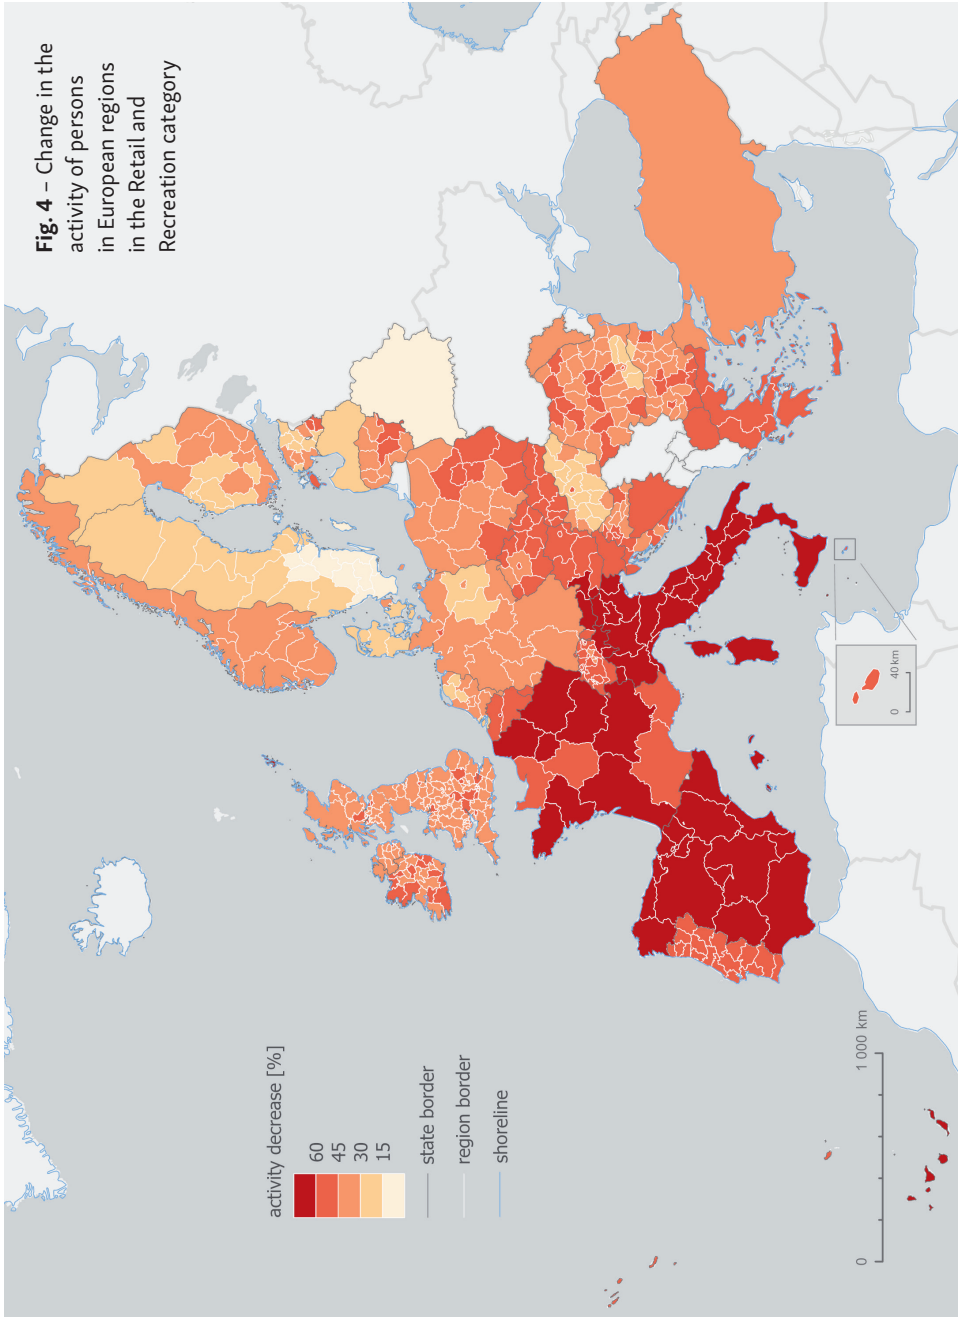 Fig. 4 – Change in the
activity of persons
in European regions
in the Retail and
Recreation category
activity decrease [%]
60
45
30
15
state border
region border
shoreline
0 1 000 km
0 40 km